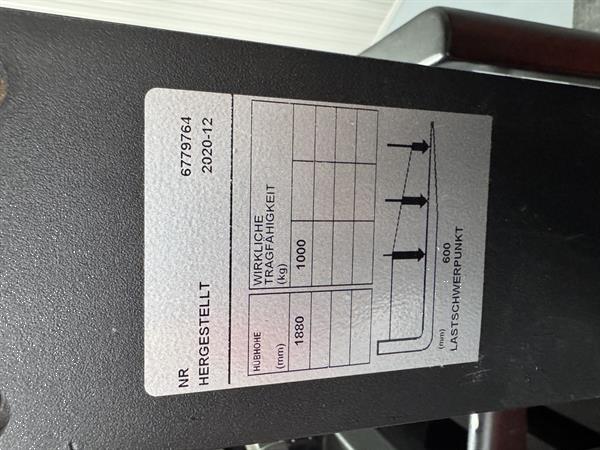 NR 6779764
HERGESTELLT 2020-12
HUBHÖHE
(mm)
WIRKLICHE
TRAGFÄHIGKEIT
(kg)
1880 1000
600
(mm)
LASTSCHWERPUNKT